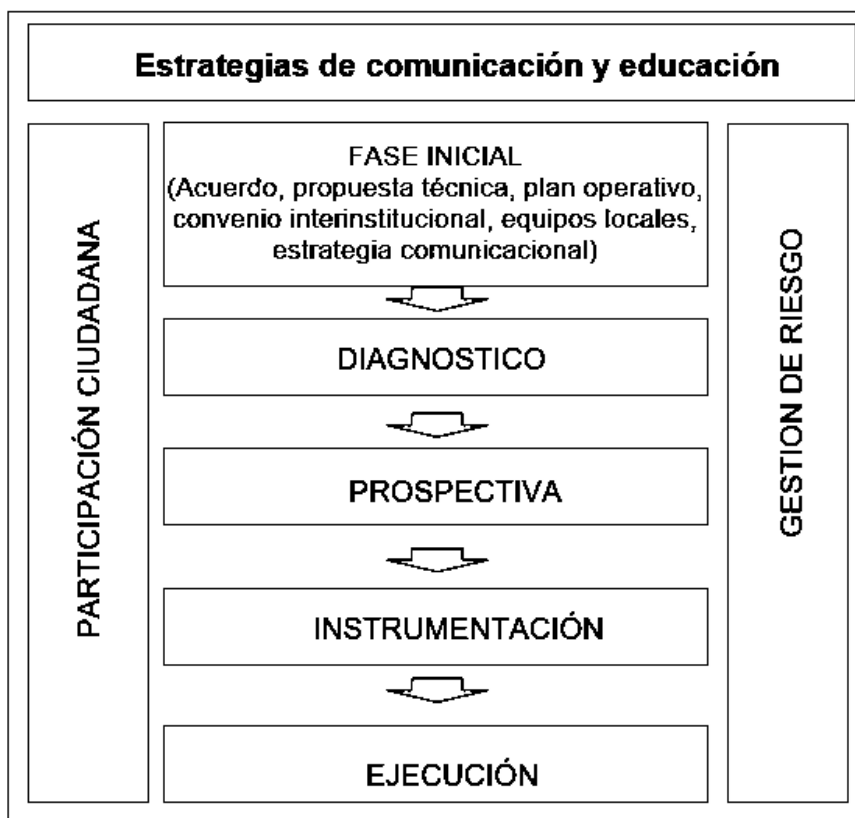 Estrategias de comunicación y educación
PARTICIPACIÓN CIUDADANA
FASE INICIAL
(Acuerdo, propuesta técnica, plan operativo,
convenio interinstitucional, equipos locales,
estrategia comunicacional)
DIAGNOSTICO
PROSPECTIVA
INSTRUMENTACIÓN
EJECUCIÓN
GESTION DE RIESGO